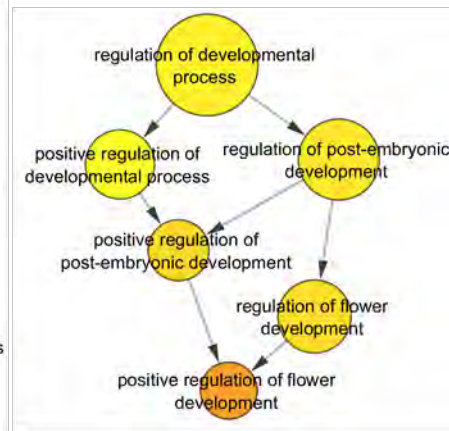 regulation of developmental
process
positive regulation of
developmental process
regulation of post-embryonic
development
positive regulation of
post-embryonic development
regulation of flower
development
s
positive regulation of flower
development